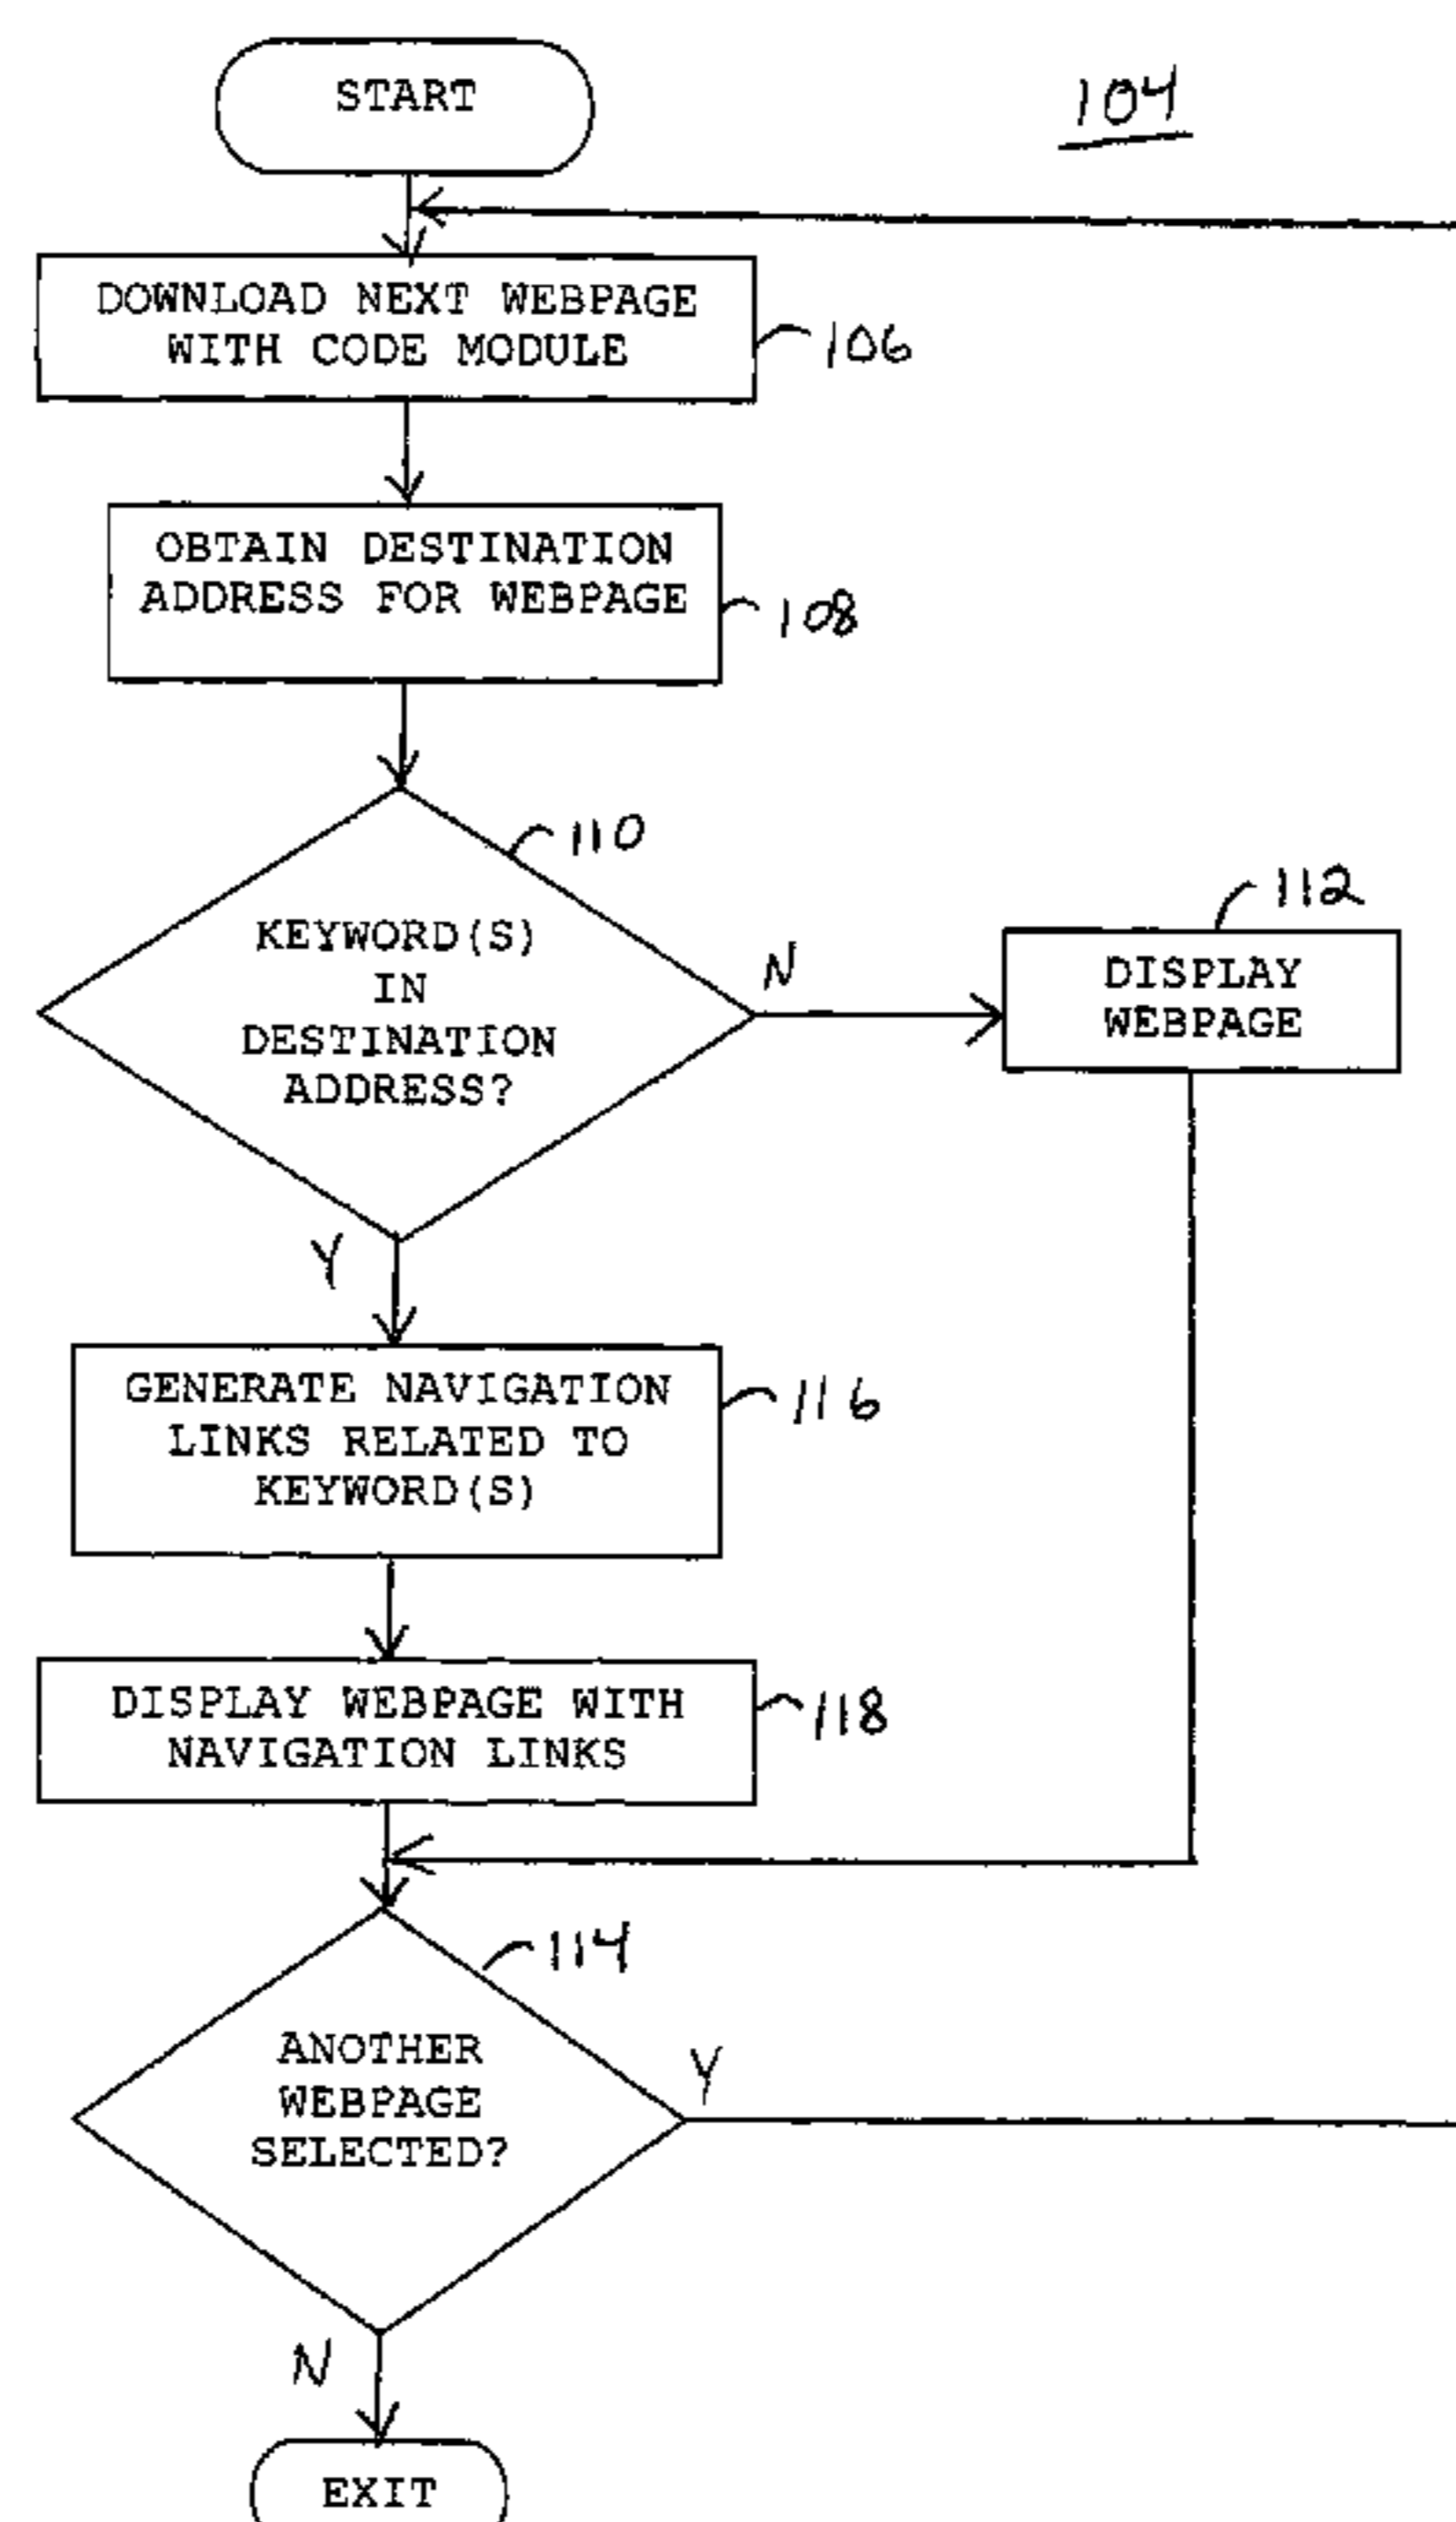 START
104
DOWNLOAD NEXT WEBPAGE
WITH CODE MODULE
106
OBTAIN DESTINATION
ADDRESS FOR WEBPAGE
108
110
KEYWORD(S)
IN
DESTINATION
ADDRESS?
N
112
DISPLAY
WEBPAGE
Y
GENERATE NAVIGATION
LINKS RELATED TO
KEYWORD(S)
116
DISPLAY WEBPAGE WITH
NAVIGATION LINKS
118
114
ANOTHER
WEBPAGE
SELECTED?
Y
N
EXIT